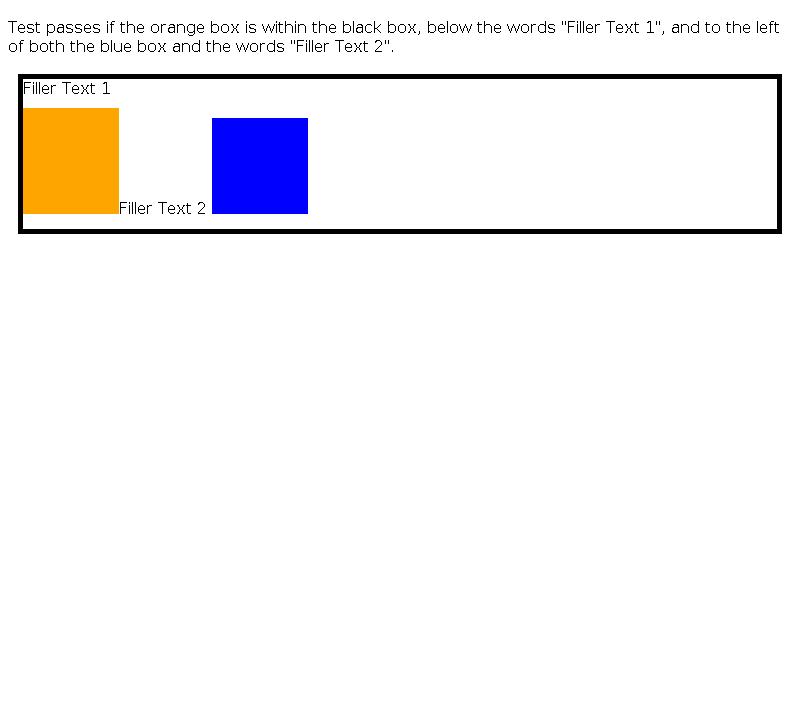 Test passes if the orange box is within the black box, below the words "Filler Text 1", and to the left
of both the blue box and the words "Filler Text 2".
Filler Text 1
Filler Text 2